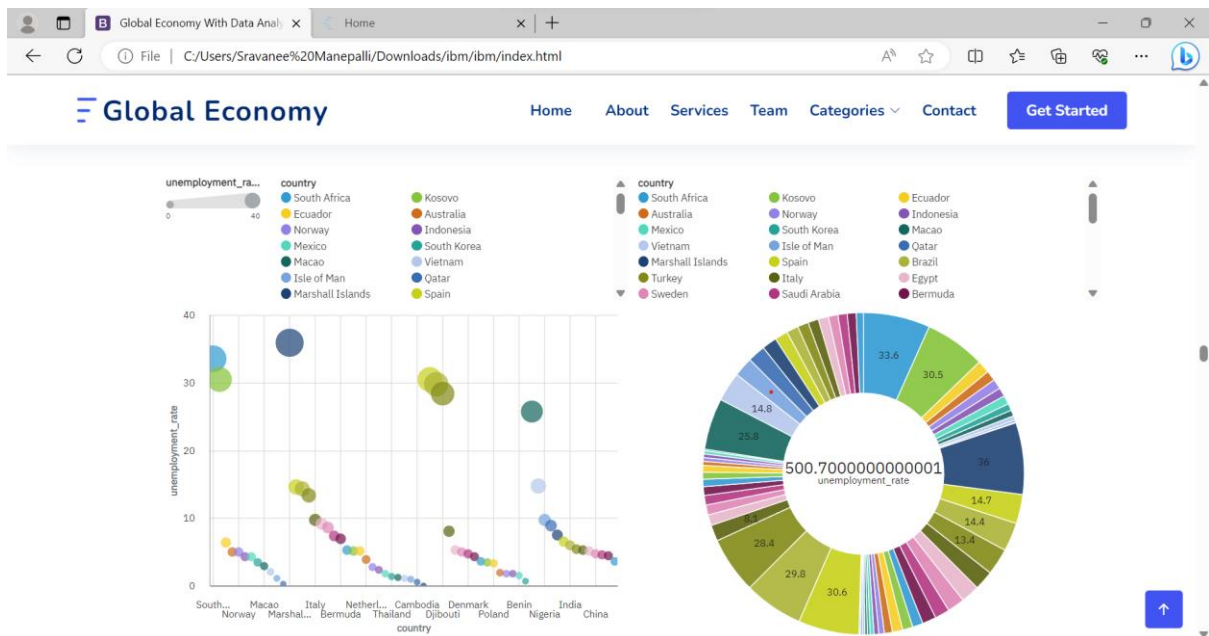 Global Economy With Data Analy
Home
File | C:/Users/Sravanee%20Manepalli/Downloads/ibm/ibm/index.html
Global Economy
Home About Services Team Categories Contact Get Started
unemployment_ra...
0 40
country
South Africa Kosovo
Ecuador Australia
Norway Indonesia
Mexico South Korea
Macao Vietnam
Isle of Man Qatar
Marshall Islands Spain
country
South Africa Kosovo Ecuador
Australia Norway Indonesia
Mexico South Korea Macao
Vietnam Isle of Man Qatar
Marshall Islands Spain Brazil
Turkey Italy Egypt
Sweden Saudi Arabia Bermuda
40
30
20
10
0
unemployment_rate
South... Macao Italy Netherl... Cambodia Denmark Benin India
Norway Marshal... Bermuda Thailand Djibouti Poland Nigeria China
country
33.6
30.5
36
14.7
14.4
13.4
30.6
29.8
28.4
8.1
25.8
14.8
500.7000000000001
unemployment_rate